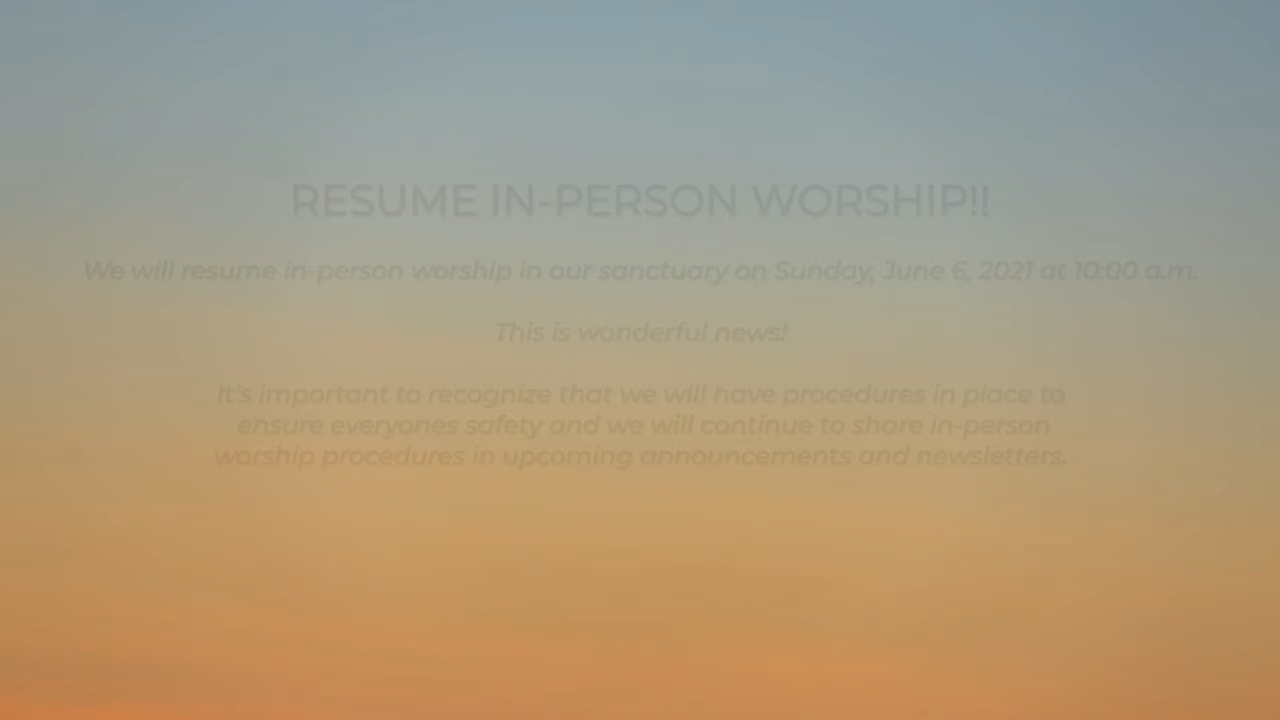 RESUME IN-PERSON WORSHIP!!
We will resume in-person worship in our sanctuary on Sunday, June 6, 2021 at 10:00 a.m.
This is wonderful news!
It's important to recognize that we will have procedures in place to
ensure everyones safety and we will continue to share in-person
worship procedures in upcoming announcements and newsletters.